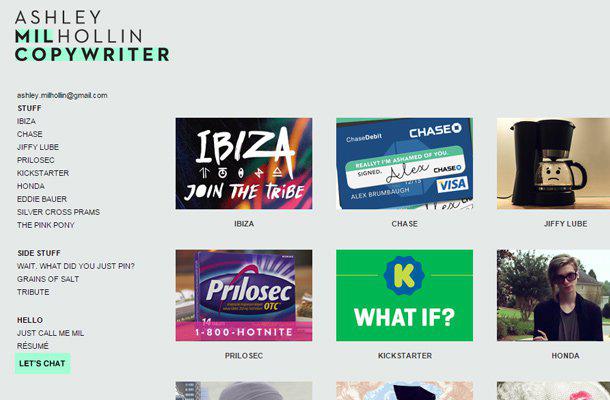 ASHLEY
MILHOLLIN
COPYWRITER
ashley.milhollin@gmail.com
STUFF
IBIZA
CHASE
JIFFY LUBE
PRILOSEC
KICKSTARTER
HONDA
EDDIE BAUER
SILVER CROSS PRAMS
THE PINK PONY
SIDE STUFF
WAIT. WHAT DID YOU JUST PIN?
GRAINS OF SALT
TRIBUTE
HELLO
JUST CALL ME MIL
RÉSUMÉ
LET'S CHAT
IBIZA
JOIN THE TRIBE
IBIZA
ChaseDebit
CHASE
REALLY? I'M ASHAMED OF YOU.
SIGNED,
Alex
CHASE
ALEX BRUMBAUGH
VISA
CHASE
JIFFY LUBE
Prilosec
OTC
14
1-800-HOTNITE
PRILOSEC
K
WHAT IF?
KICKSTARTER
HONDA